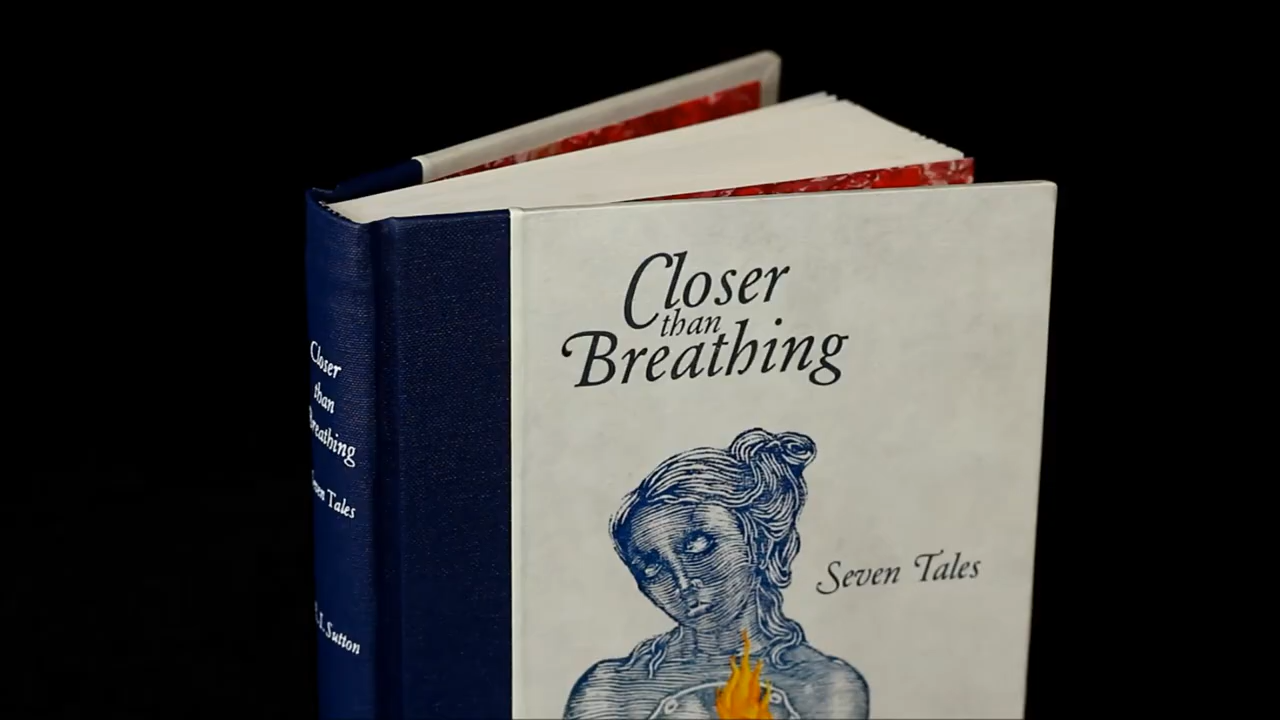 Closer
than
Breathing
Seven Tales
Closer
than
Breathing
Seven Tales
Sutton